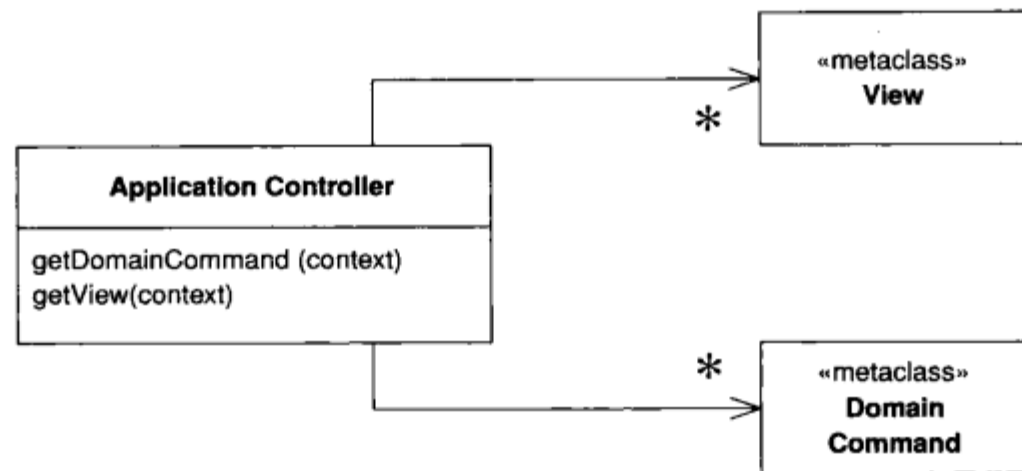 «metaclass»
View
*
Application Controller
getDomainCommand (context)
getView(context)
*
«metaclass»
Domain
Command